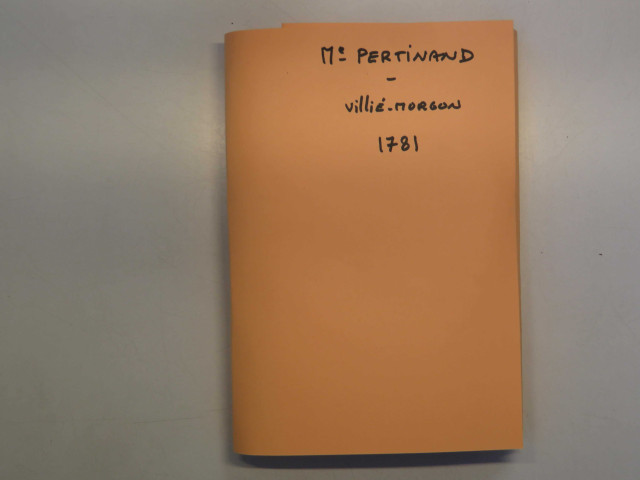 Me PERTINAND
-
Villié-MORGON
1781